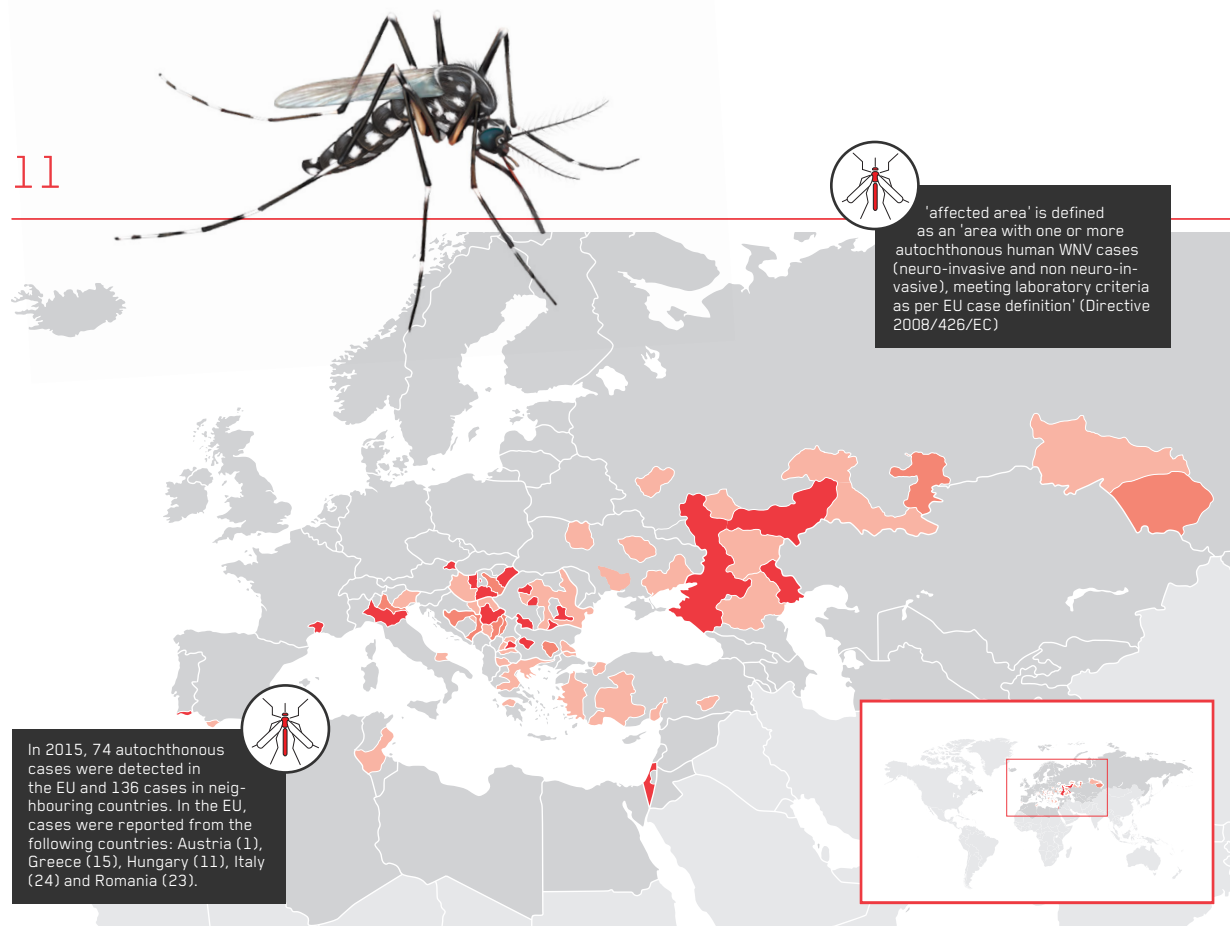 11
'affected area' is defined
as an 'area with one or more
autochthonous human WNV cases
(neuro-invasive and non neuro-in-
vasive), meeting laboratory criteria
as per EU case definition' (Directive
2008/426/EC)
In 2015, 74 autochthonous
cases were detected in
the EU and 136 cases in neig-
hbouring countries. In the EU,
cases were reported from the
following countries: Austria (1),
Greece (15), Hungary (11), Italy
(24) and Romania (23).